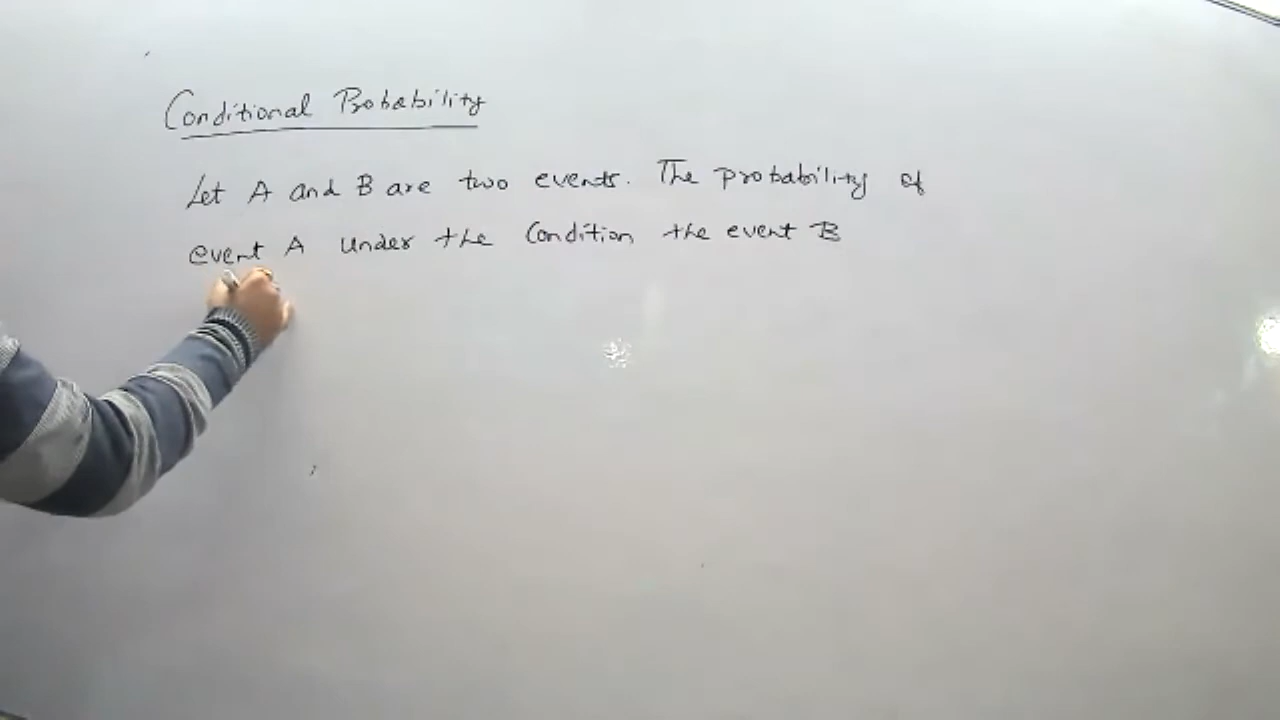 Conditional Probability
Let A and B are two events. The probability of
event A under the Condition the event B